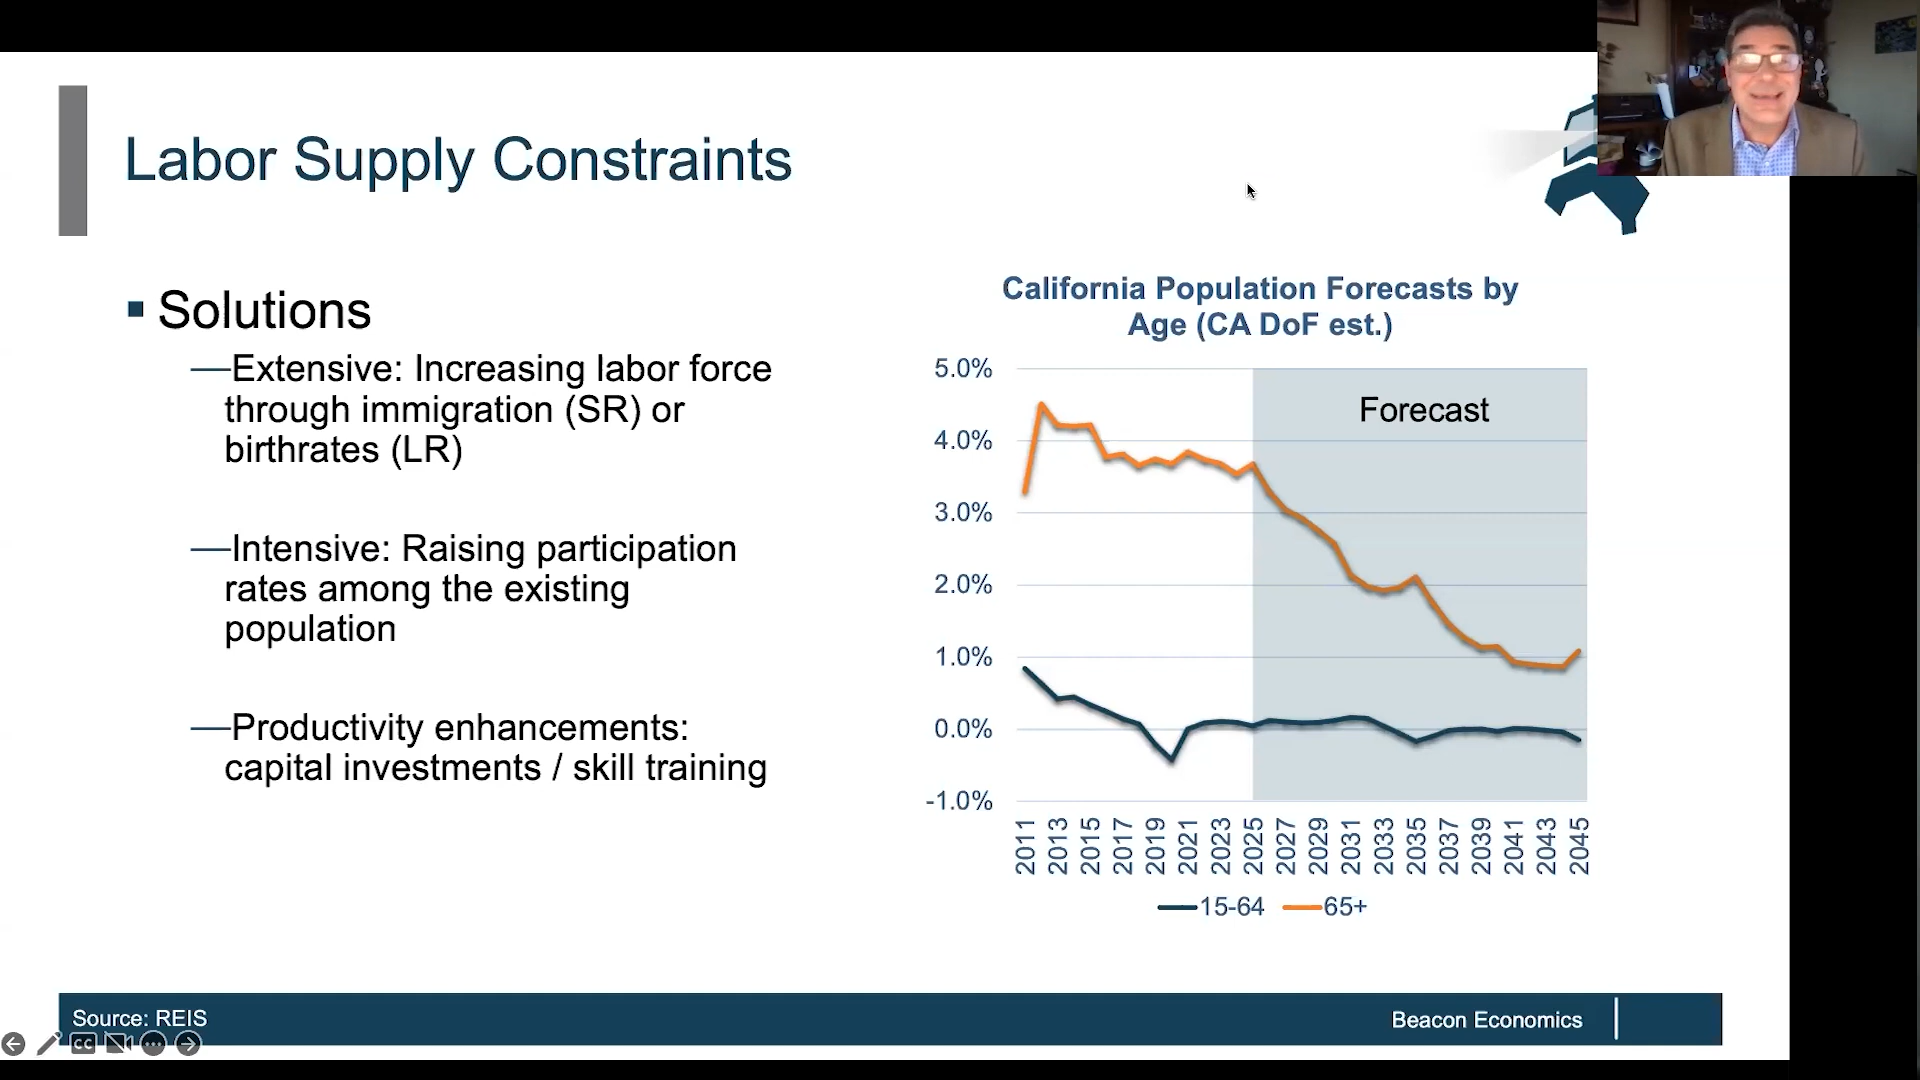 Labor Supply Constraints
▪ Solutions
—Extensive: Increasing labor force
through immigration (SR) or
birthrates (LR)
—Intensive: Raising participation
rates among the existing
population
—Productivity enhancements:
capital investments / skill training
California Population Forecasts by
Age (CA DoF est.)
5.0%
4.0%
3.0%
2.0%
1.0%
0.0%
-1.0%
Forecast
2011 2013 2015 2017 2019 2021 2023 2025 2027 2029 2031 2033 2035 2037 2039 2041 2043 2045
15-64 65+
Source: REIS
Beacon Economics
CC